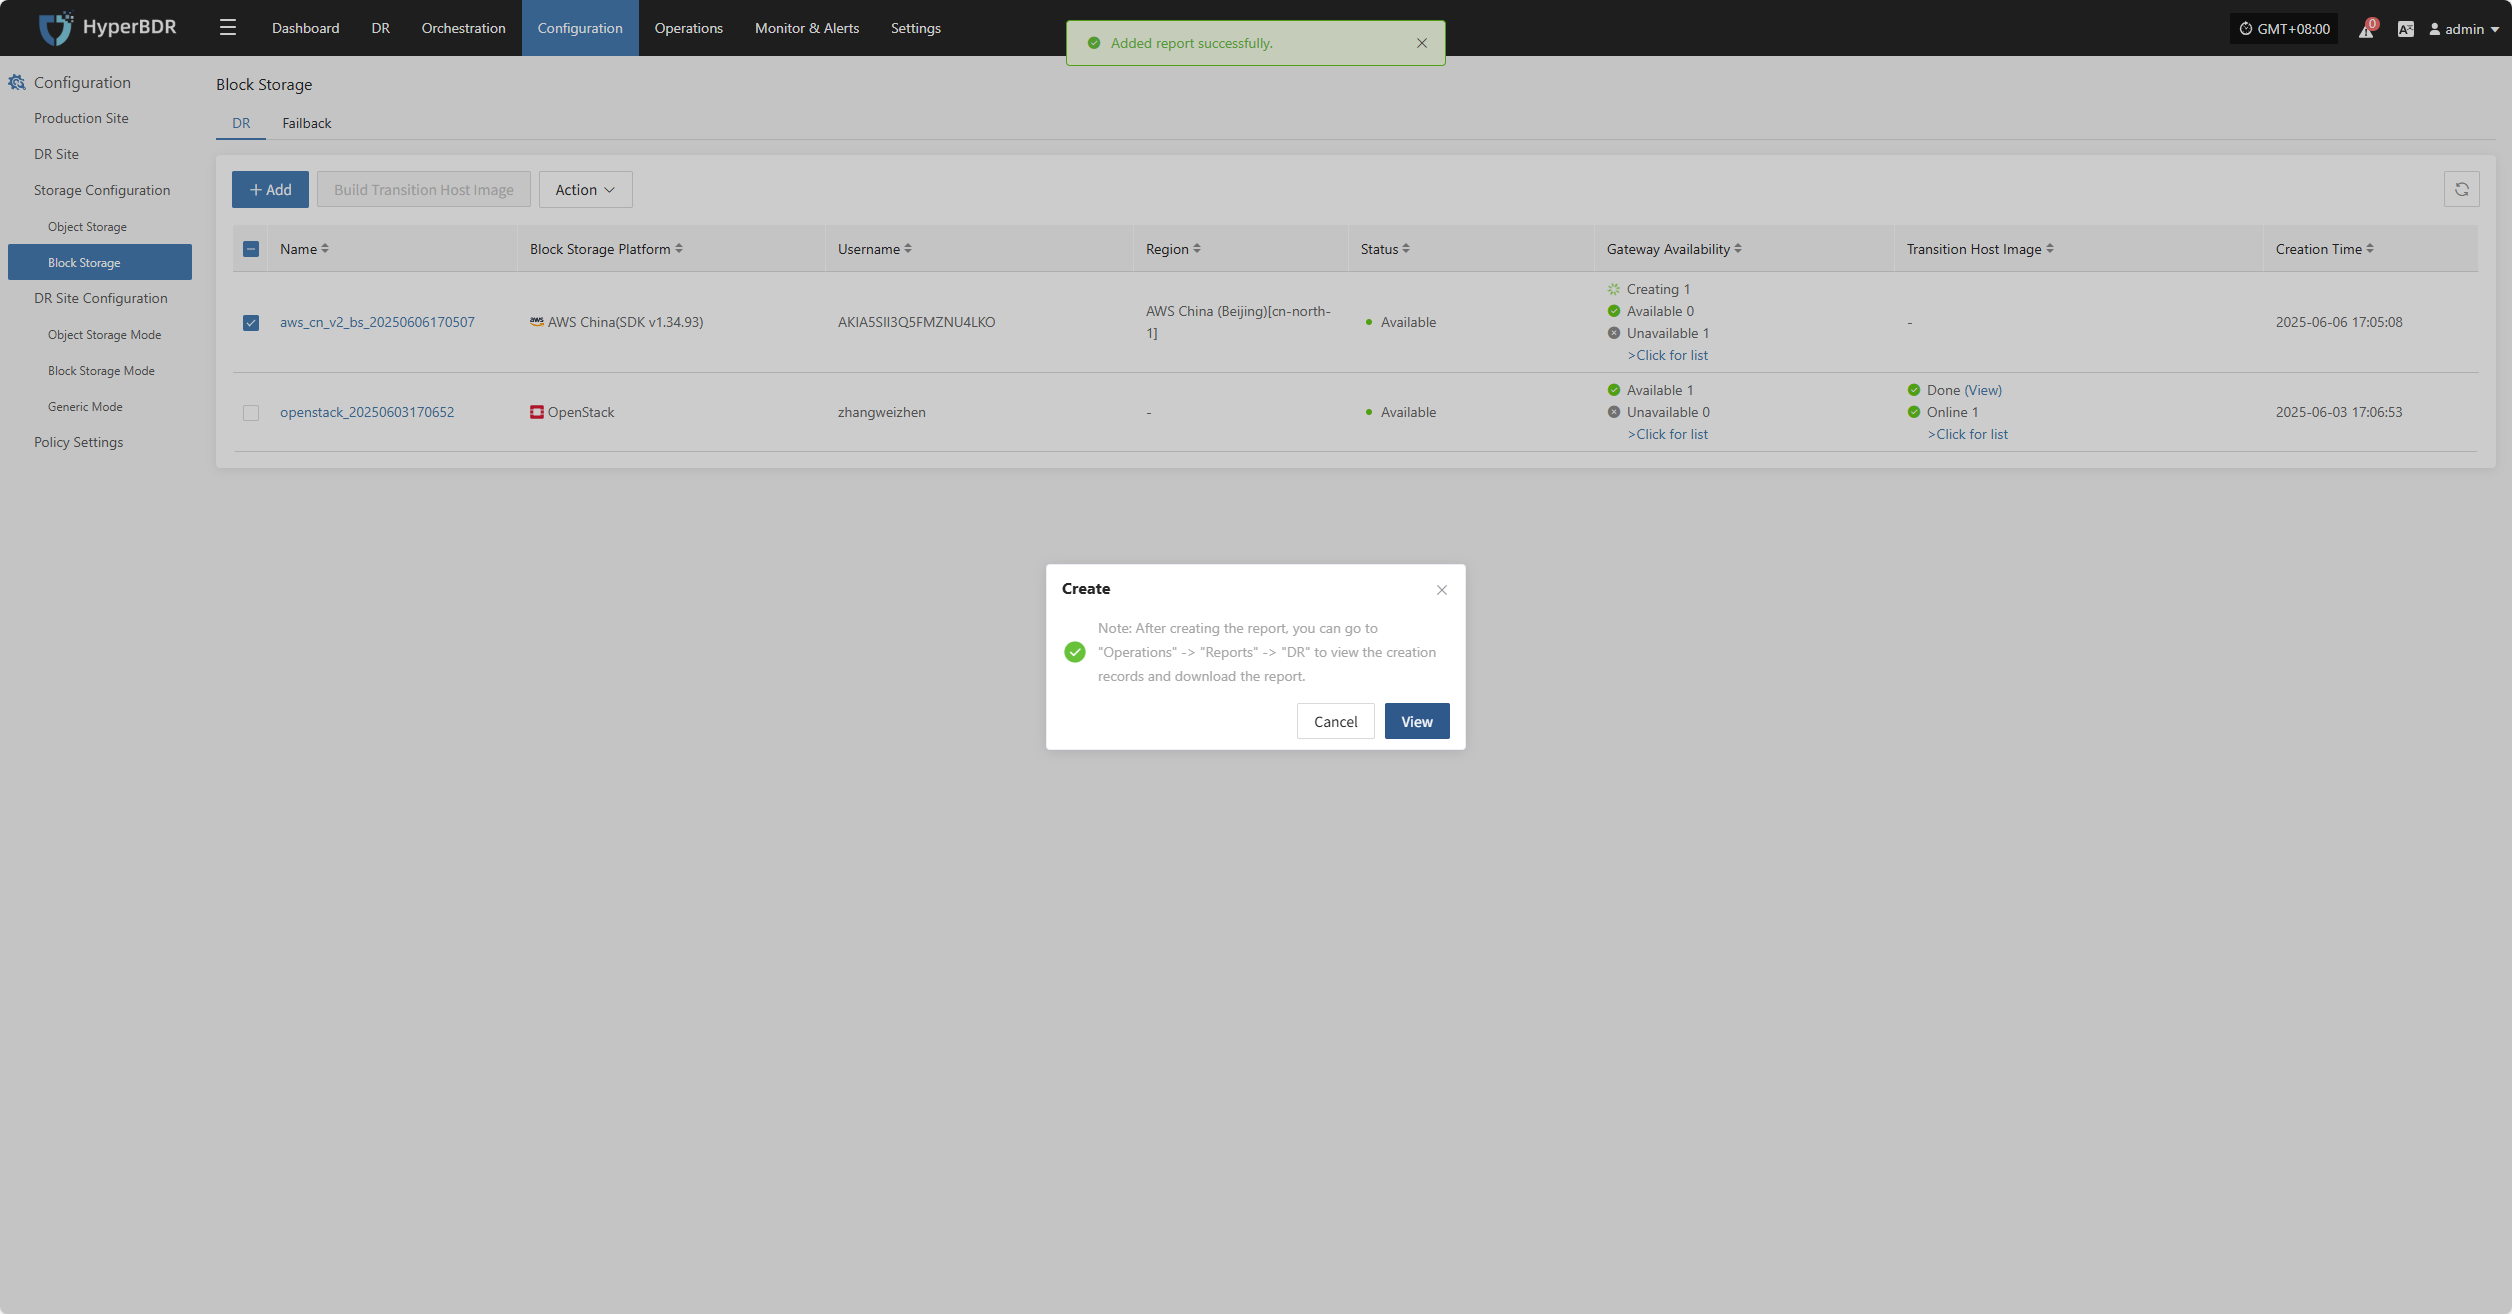 HyperBDR
Dashboard
DR
Orchestration
Configuration
Operations
Monitor & Alerts
Settings
Added report successfully.
GMT+08:00
0
admin
Configuration
Production Site
DR Site
Storage Configuration
Object Storage
Block Storage
DR Site Configuration
Object Storage Mode
Block Storage Mode
Generic Mode
Policy Settings
Block Storage
DR
Failback
+ Add
Build Transition Host Image
Action
Name
Block Storage Platform
Username
Region
Status
Gateway Availability
Transition Host Image
Creation Time
aws_cn_v2_bs_20250606170507
aws AWS China(SDK v1.34.93)
AKIA5SII3Q5FMZNU4LKO
AWS China (Beijing)[cn-north-
1]
Available
Creating 1
Available 0
Unavailable 1
>Click for list
-
2025-06-06 17:05:08
openstack_20250603170652
OpenStack
zhangweizhen
-
Available
Available 1
Unavailable 0
>Click for list
Done (View)
Online 1
>Click for list
2025-06-03 17:06:53
Create
Note: After creating the report, you can go to
"Operations" -> "Reports" -> "DR" to view the creation
records and download the report.
Cancel
View